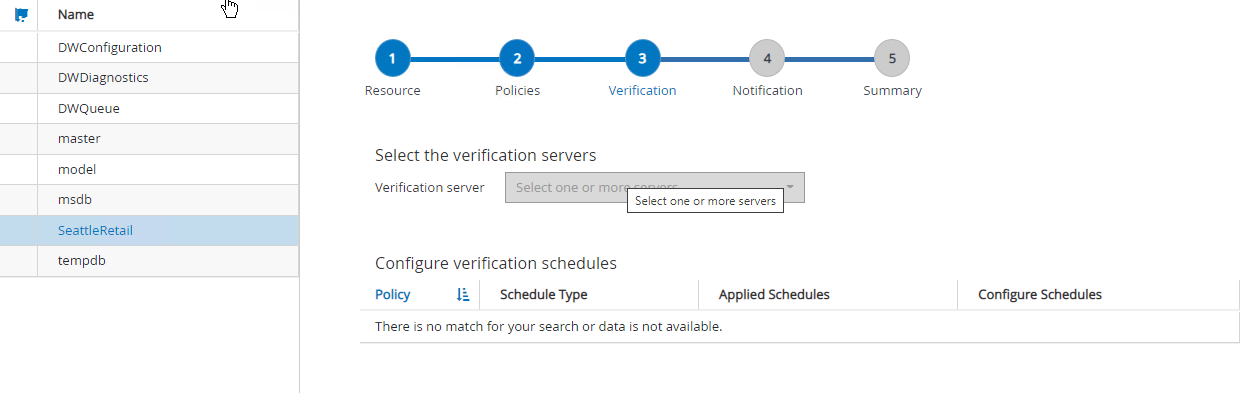 Name
DWConfiguration
DWDiagnostics
DWQueue
master
model
msdb
SeattleRetail
tempdb
1 2 3 4 5
Resource Policies Verification Notification Summary
Select the verification servers
Verification server Select one or more servers
Select one or more servers
Configure verification schedules
Policy Schedule Type Applied Schedules Configure Schedules
There is no match for your search or data is not available.